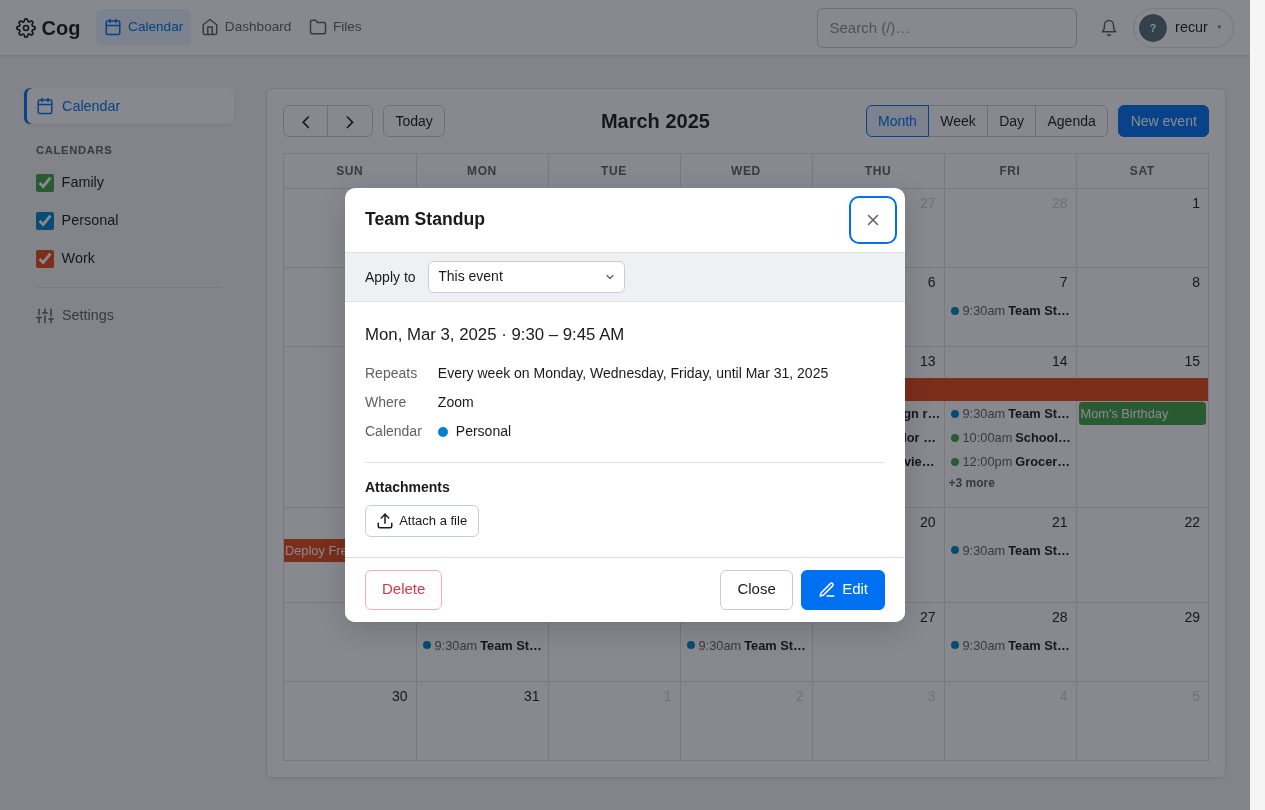 Cog
Calendar
Dashboard
Files
Search (/)…
?
recur
Calendar
CALENDARS
Family
Personal
Work
Settings
Today
March 2025
Month
Week
Day
Agenda
New event
SUN
MON
TUE
WED
THU
FRI
SAT
27
28
1
6
7
8
9:30am Team St…
13
14
15
gn r…
9:30am Team St…
Mom's Birthday
10:00am School…
12:00pm Grocer…
+3 more
20
21
22
Deploy Fre
9:30am Team St…
27
28
29
9:30am Team St…
9:30am Team St…
9:30am Team St…
30
31
1
2
3
4
5
Team Standup
Apply to
This event
Mon, Mar 3, 2025 · 9:30 – 9:45 AM
Repeats
Every week on Monday, Wednesday, Friday, until Mar 31, 2025
Where
Zoom
Calendar
Personal
Attachments
Attach a file
Delete
Close
Edit